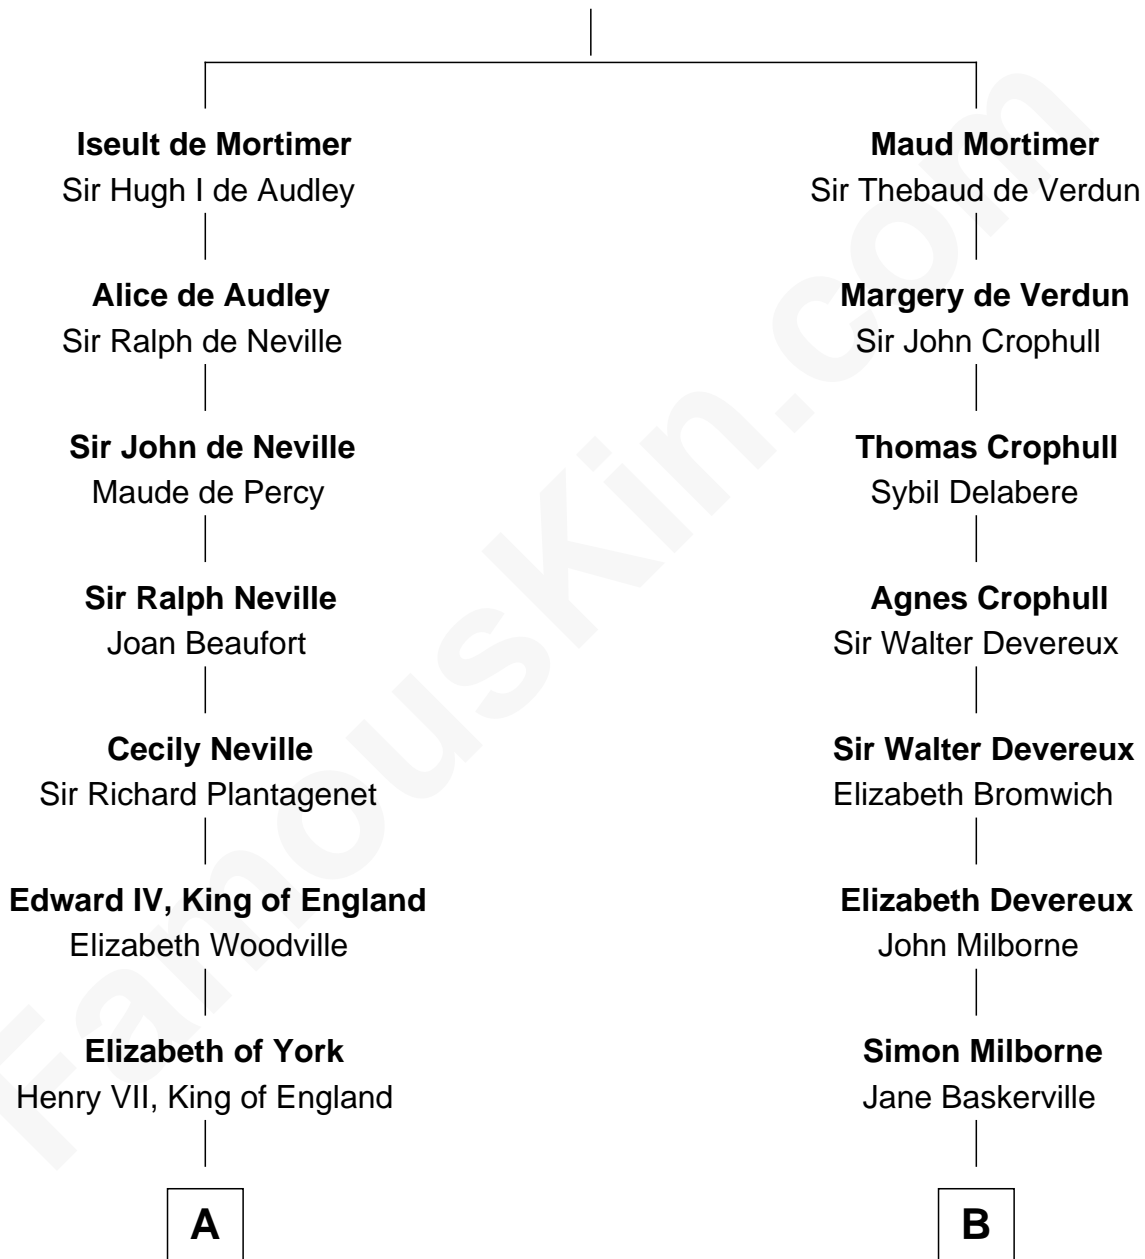 Iseult de Mortimer
Sir Hugh I de Audley
Alice de Audley
Sir Ralph de Neville
Sir John de Neville
Maude de Percy
Sir Ralph Neville
Joan Beaufort
Cecily Neville
Sir Richard Plantagenet
Edward IV, King of England
Elizabeth Woodville
Elizabeth of York
Henry VII, King of England
A
Maud Mortimer
Sir Thebaud de Verdun
Margery de Verdun
Sir John Crophull
Thomas Crophull
Sybil Delabere
Agnes Crophull
Sir Walter Devereux
Sir Walter Devereux
Elizabeth Bromwich
Elizabeth Devereux
John Milborne
Simon Milborne
Jane Baskerville
B
FamousKin.com